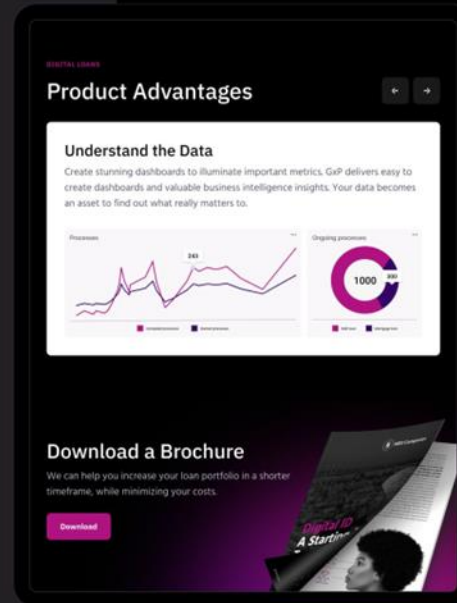 DIGITAL LOANS
Product Advantages
Understand the Data
Create stunning dashboards to illuminate important metrics, GxP delivers easy to
create dashboards and valuable business intelligence insights. Your data becomes
an asset to find out what really matters to.
Processes
Ongoing processes
243
1000
Download a Brochure
We can help you increase your loan portfolio in a shorter
timeframe, while minimizing your costs.
Download
Digital ID
A Starting